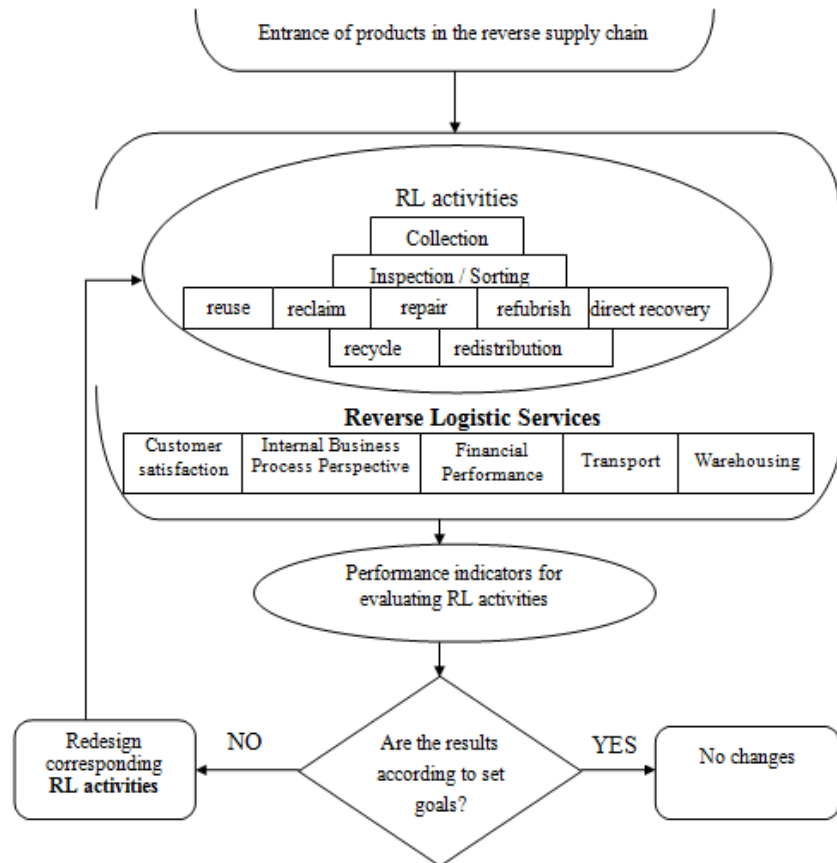 Entrance of products in the reverse supply chain
RL activities
Collection
Inspection / Sorting
reuse reclaim repair refubrish direct recovery
recycle redistribution
Reverse Logistic Services
Customer
satisfaction
Internal Business
Process Perspective
Financial
Performance
Transport
Warehousing
Performance indicators for
evaluating RL activities
Redesign
corresponding
RL activities
NO
Are the results
according to set
goals?
YES
No changes